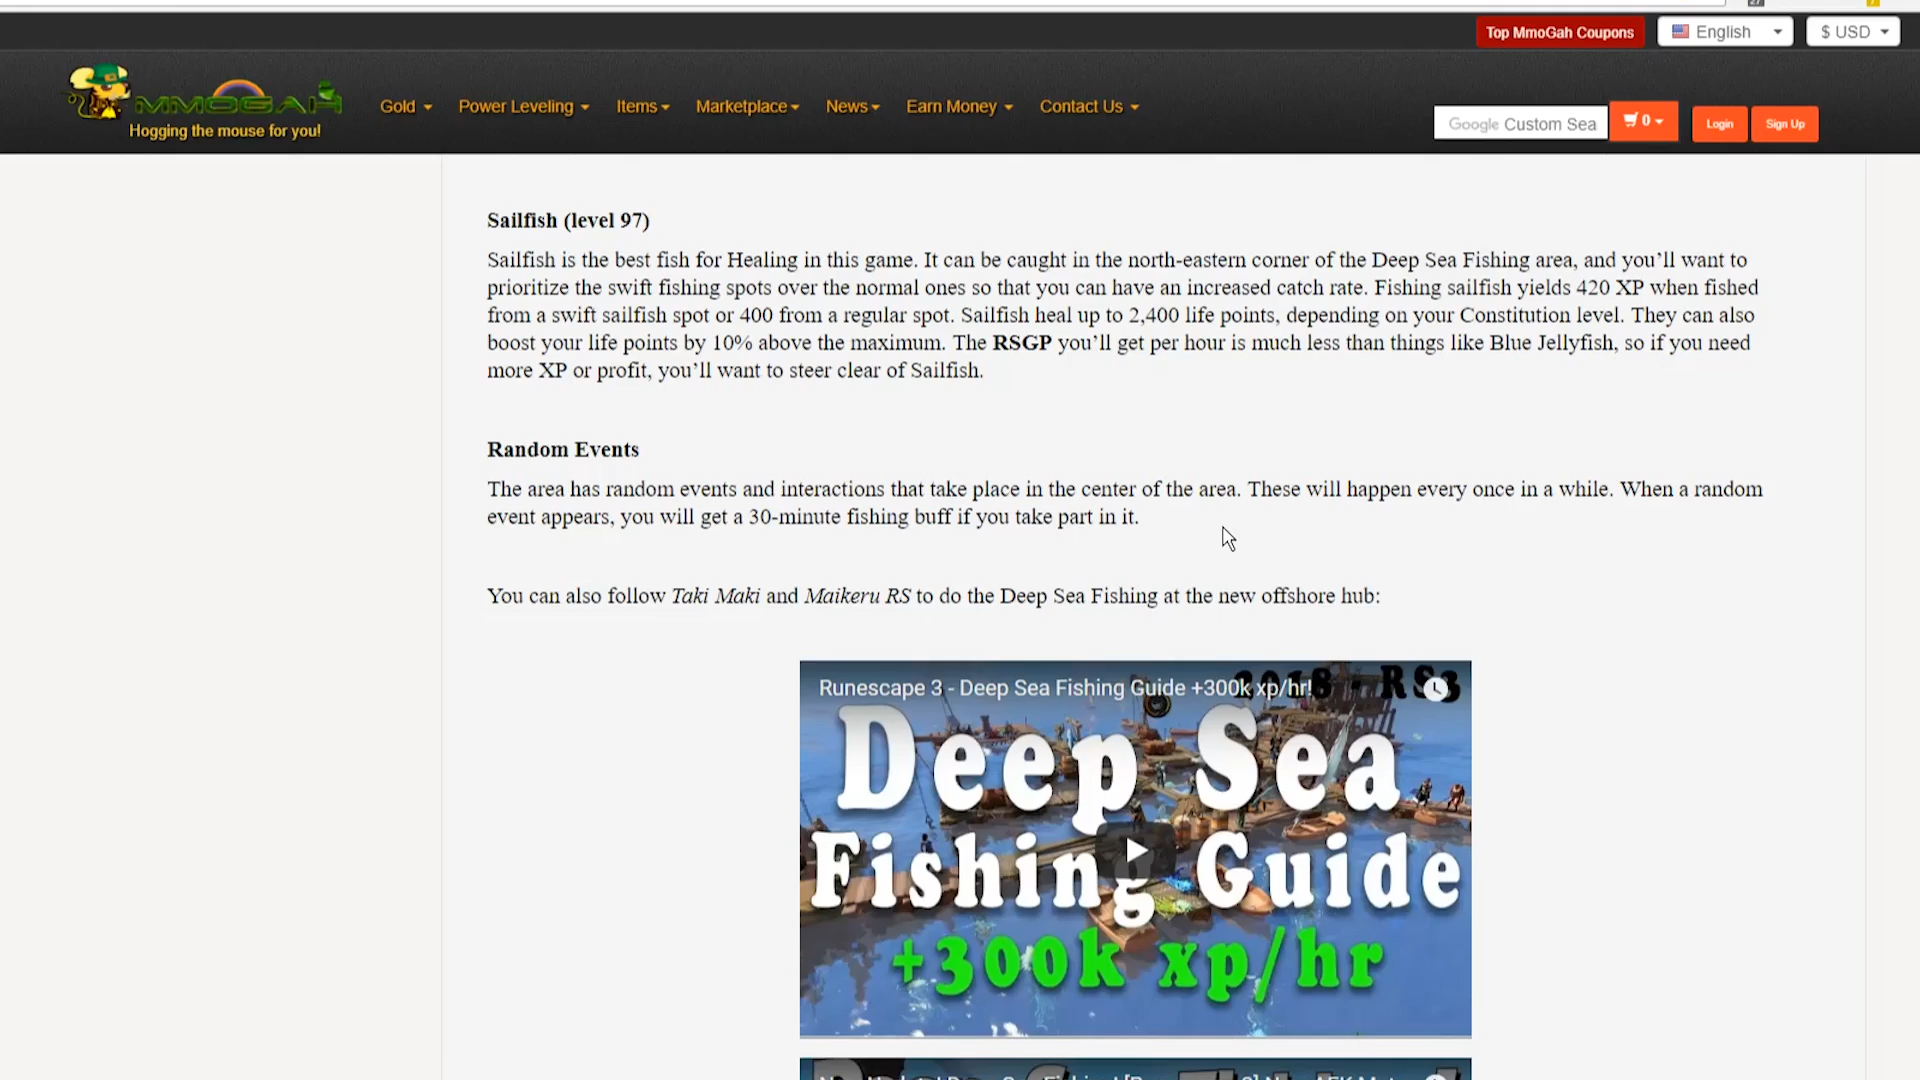 Top MmoGah Coupons
English
$ USD
MMOGAH
Hogging the mouse for you!
Gold
Power Leveling
Items
Marketplace
News
Earn Money
Contact Us
Google Custom Sea
0
Login
Sign Up
Sailfish (level 97)
Sailfish is the best fish for Healing in this game. It can be caught in the north-eastern corner of the Deep Sea Fishing area, and you’ll want to
prioritize the swift fishing spots over the normal ones so that you can have an increased catch rate. Fishing sailfish yields 420 XP when fished
from a swift sailfish spot or 400 from a regular spot. Sailfish heal up to 2,400 life points, depending on your Constitution level. They can also
boost your life points by 10% above the maximum. The RSGP you’ll get per hour is much less than things like Blue Jellyfish, so if you need
more XP or profit, you’ll want to steer clear of Sailfish.
Random Events
The area has random events and interactions that take place in the center of the area. These will happen every once in a while. When a random
event appears, you will get a 30-minute fishing buff if you take part in it.
You can also follow Taki Maki and Maikeru RS to do the Deep Sea Fishing at the new offshore hub:
Runescape 3 - Deep Sea Fishing Guide +300k xp/hr!
2018 - RS3
Deep Sea
Fishing Guide
+300k xp/hr